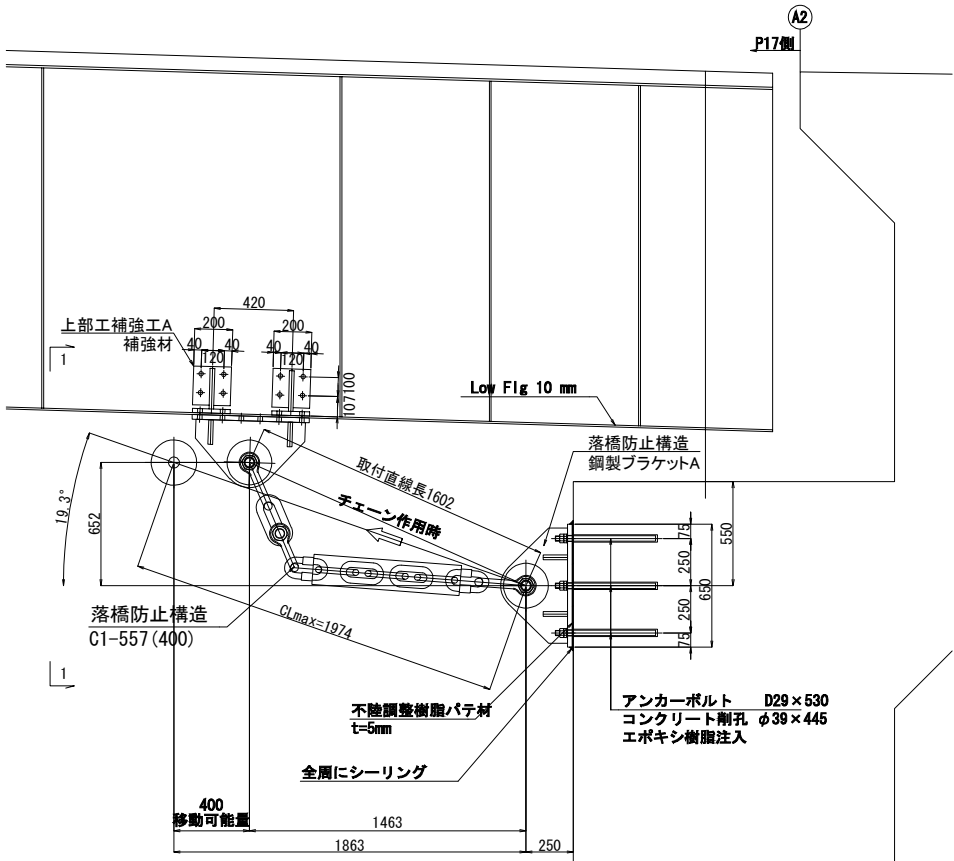 A2
P17側
420
200
200
上部工補強工A
補強材
40
40
120
40
40
120
1
100
107
Low Flg 10 mm
落橋防止構造
鋼製ブラケットA
取付直線長1602
チェーン作用時
19.3°
652
CLmax=1974
落橋防止構造
C1-557(400)
75
250
250
75
650
550
1
不陸調整樹脂パテ材
t=5mm
アンカーボルト D29×530
コンクリート削孔 φ39×445
エポキシ樹脂注入
全周にシーリング
400
移動可能量
1463
1863
250